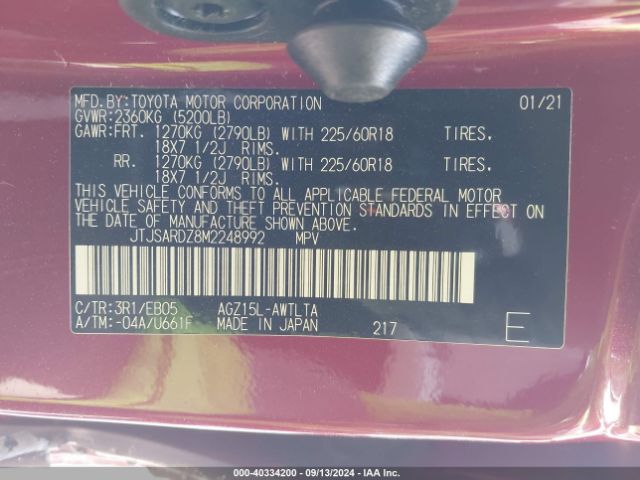 MFD.BY:TOYOTA MOTOR CORPORATION 01/21
GVWR:2360KG (5200LB)
GAWR:FRT. 1270KG (2790LB) WITH 225/60R18 TIRES.
18X7 1/2J RIMS.
RR. 1270KG (2790LB) WITH 225/60R18 TIRES.
18X7 1/2J RIMS.
THIS VEHICLE CONFORMS TO ALL APPLICABLE FEDERAL MOTOR
VEHICLE SAFETY AND THEFT PREVENTION STANDARDS IN EFFECT ON
THE DATE OF MANUFACTURE SHOWN ABOVE.
JTJSARDZ8M2248992 MPV
C/TR:3R1/EB05 AGZ15L-AWTLTA
A/TM:-04A/U661F MADE IN JAPAN 217 E
240-40334200 - 09/13/2024 - IAA Inc.